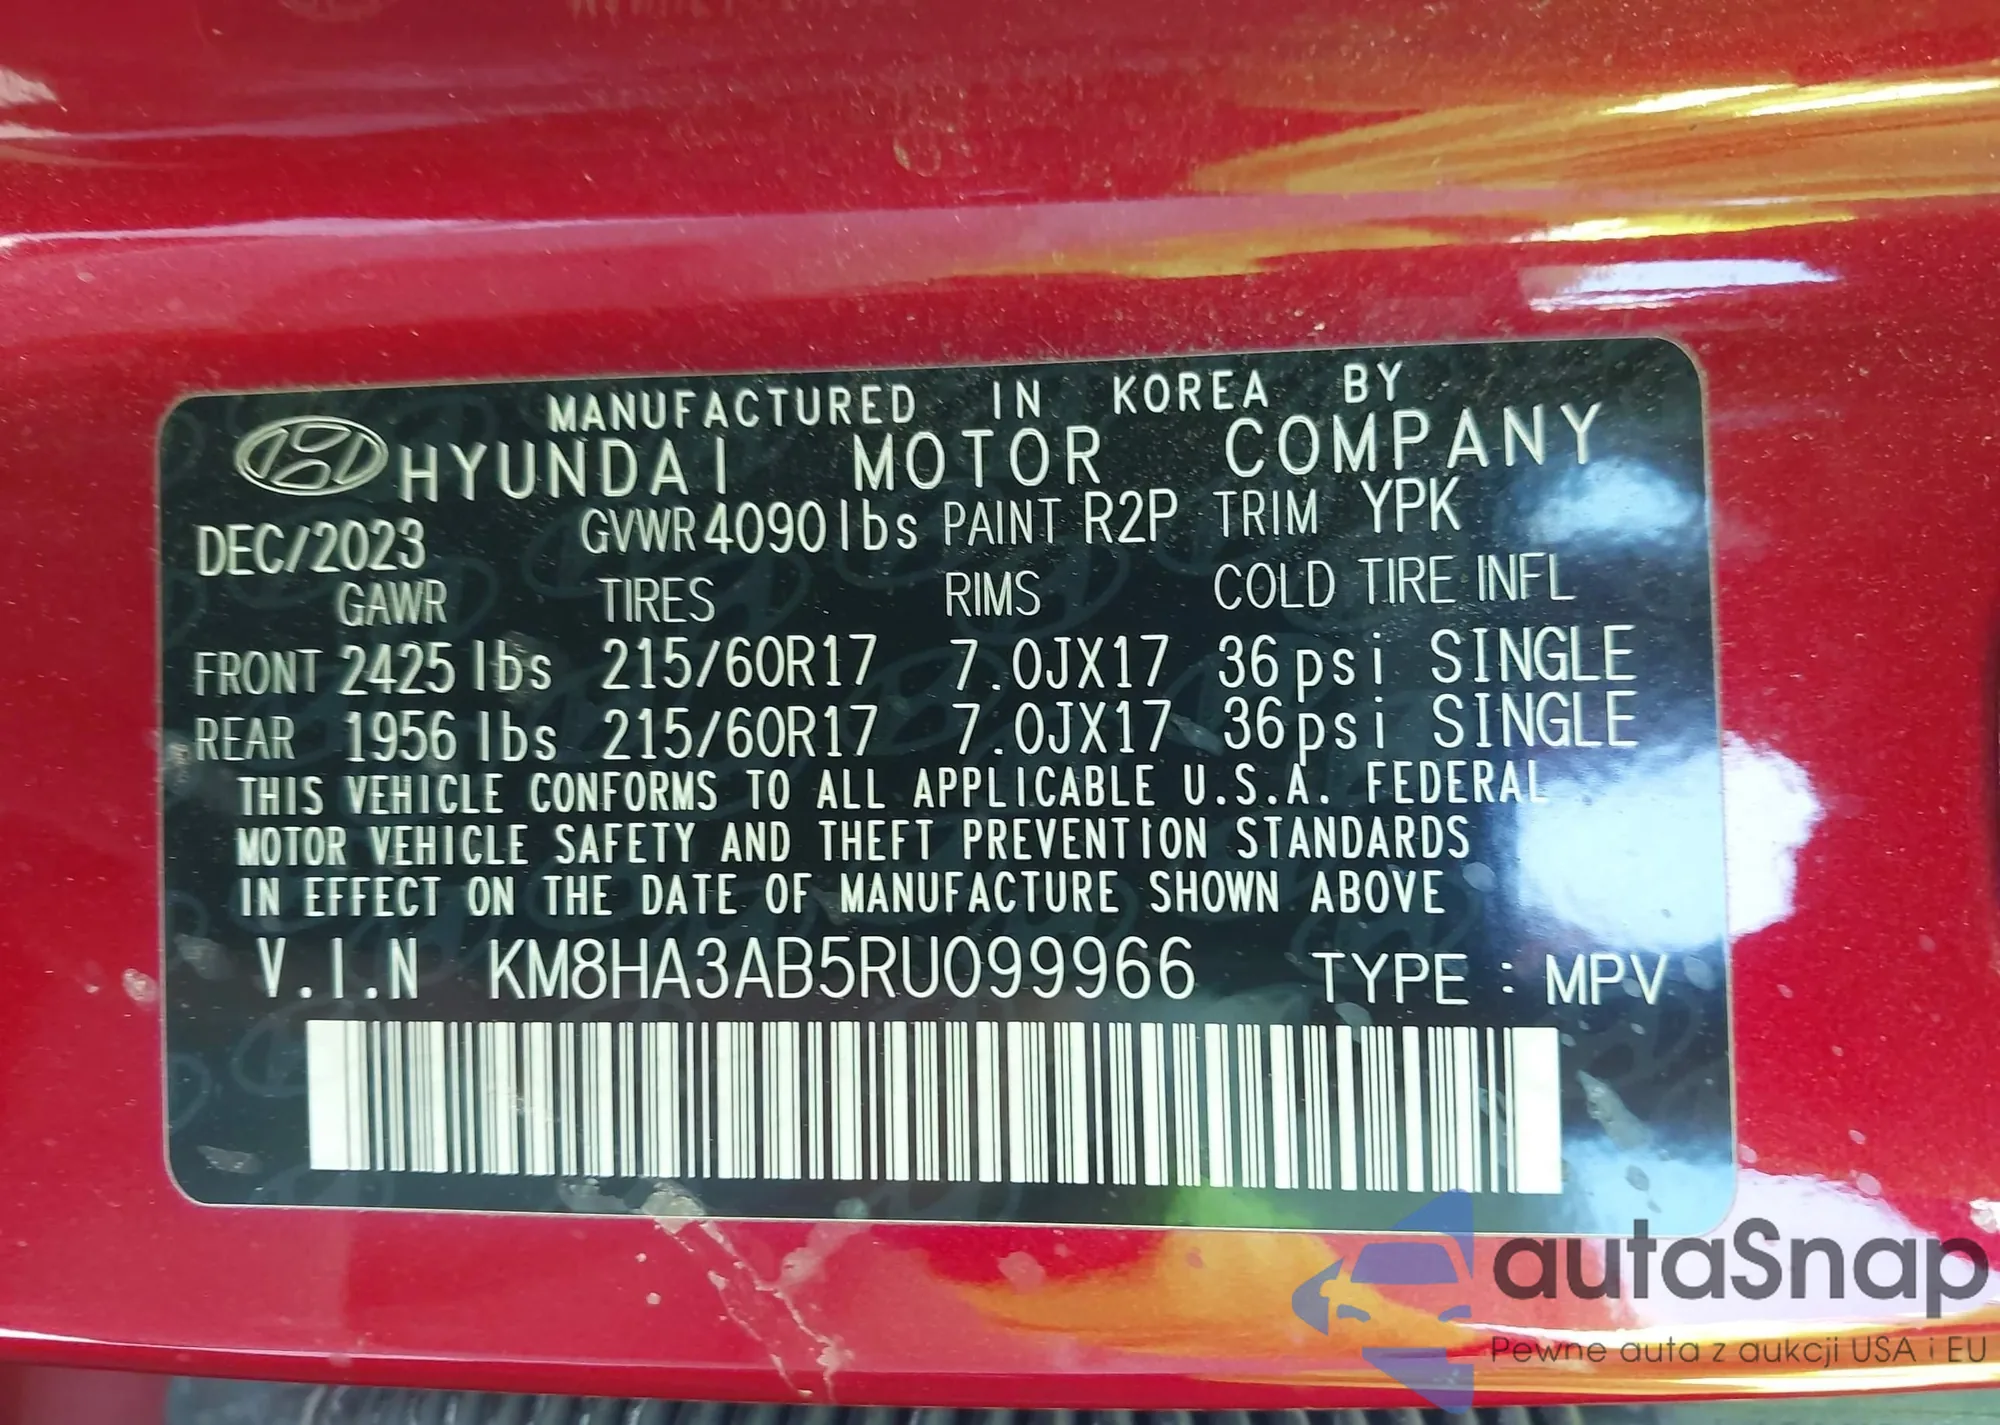 MANUFACTURED IN KOREA BY
HYUNDAI MOTOR COMPANY
DEC/2023 GVWR 4090 lbs PAINT R2P TRIM YPK
GAWR TIRES RIMS COLD TIRE INFL
FRONT 2425 lbs 215/60R17 7.0JX17 36 psi SINGLE
REAR 1956 lbs 215/60R17 7.0JX17 36 psi SINGLE
THIS VEHICLE CONFORMS TO ALL APPLICABLE U.S.A. FEDERAL
MOTOR VEHICLE SAFETY AND THEFT PREVENTION STANDARDS
IN EFFECT ON THE DATE OF MANUFACTURE SHOWN ABOVE
V.I.N KM8HA3AB5RU099966 TYPE : MPV
autaSnap
Pewne auta z aukcji USA i EU